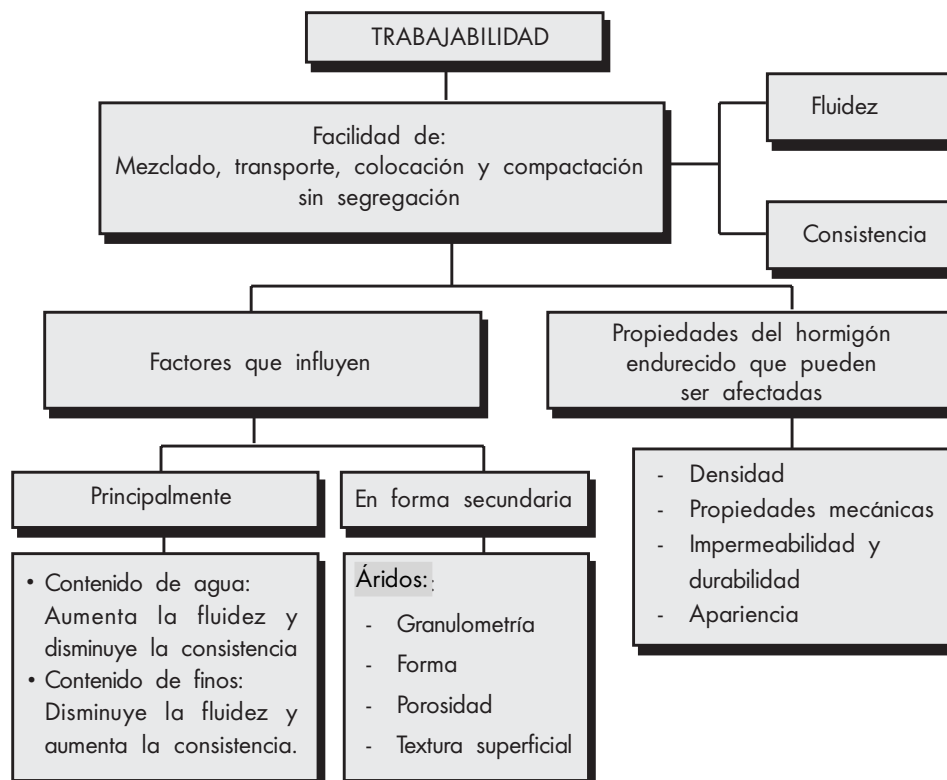 TRABAJABILIDAD
Facilidad de:
Mezclado, transporte, colocación y compactación
sin segregación
Fluidez
Consistencia
Factores que influyen
Propiedades del hormigón
endurecido que pueden
ser afectadas
Principalmente
En forma secundaria
• Contenido de agua:
Aumenta la fluidez y
disminuye la consistencia
• Contenido de finos:
Disminuye la fluidez y
aumenta la consistencia.
Áridos:
- Granulometría
- Forma
- Porosidad
- Textura superficial
- Densidad
- Propiedades mecánicas
- Impermeabilidad y
durabilidad
- Apariencia